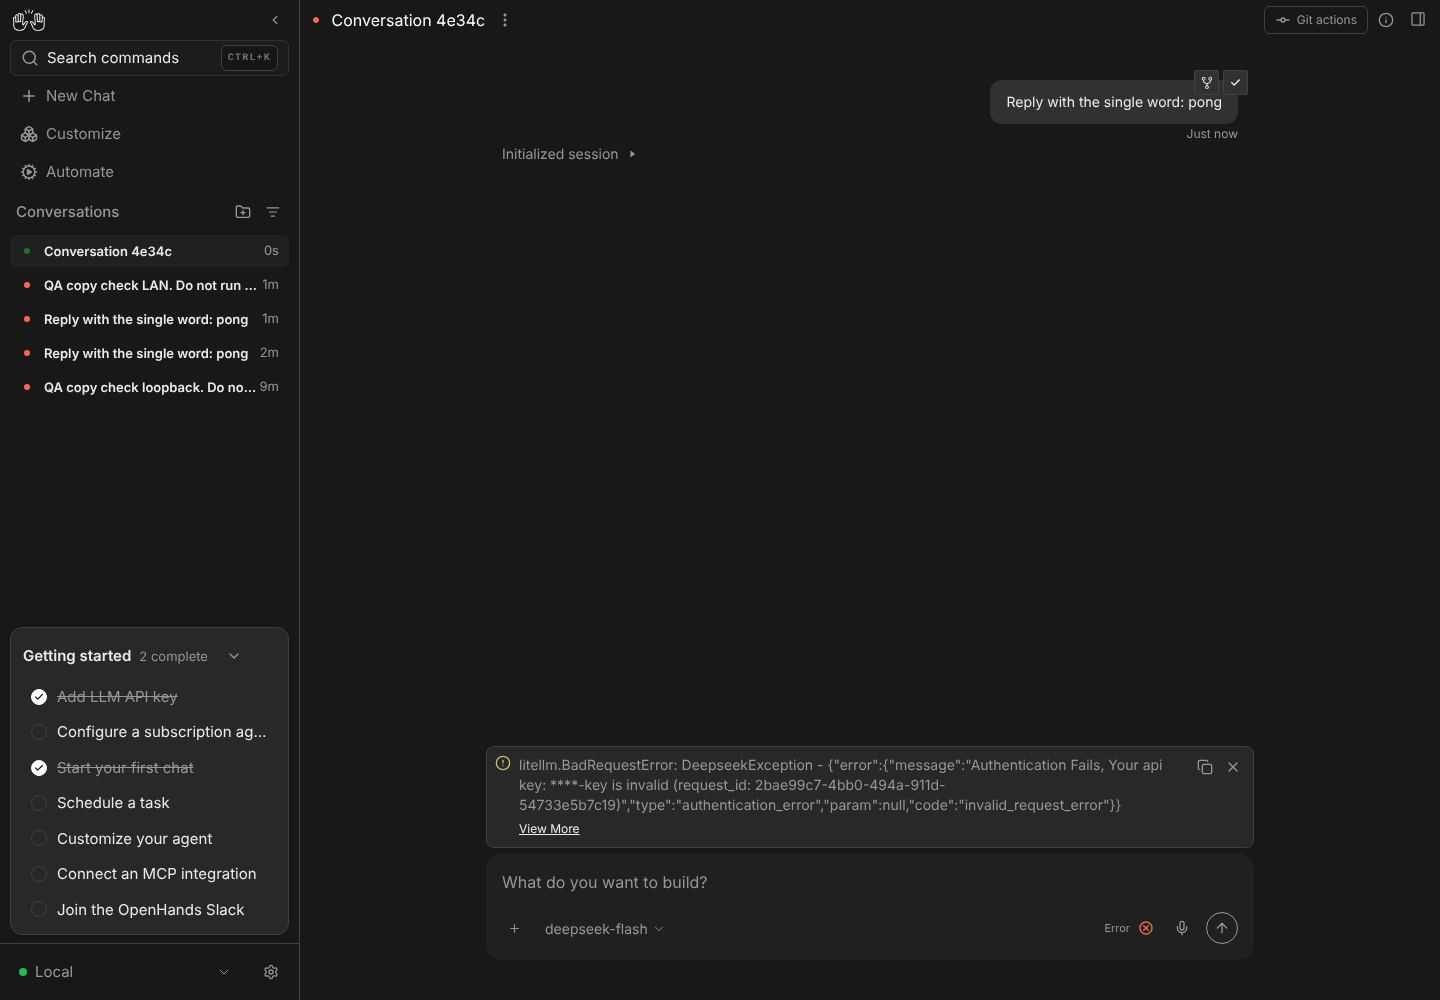 Search commands
CTRL+K
New Chat
Customize
Automate
Conversations
Conversation 4e34c 0s
QA copy check LAN. Do not run ... 1m
Reply with the single word: pong 1m
Reply with the single word: pong 2m
QA copy check loopback. Do no... 9m
Getting started 2 complete
Add LLM API key
Configure a subscription ag...
Start your first chat
Schedule a task
Customize your agent
Connect an MCP integration
Join the OpenHands Slack
Local
Conversation 4e34c
Git actions
Reply with the single word: pong
Just now
Initialized session
litellm.BadRequestError: DeepseekException - {"error":{"message":"Authentication Fails, Your api
key: ****-key is invalid (request_id: 2bae99c7-4bb0-494a-911d-
54733e5b7c19)","type":"authentication_error","param":null,"code":"invalid_request_error"}}
View More
What do you want to build?
deepseek-flash
Error